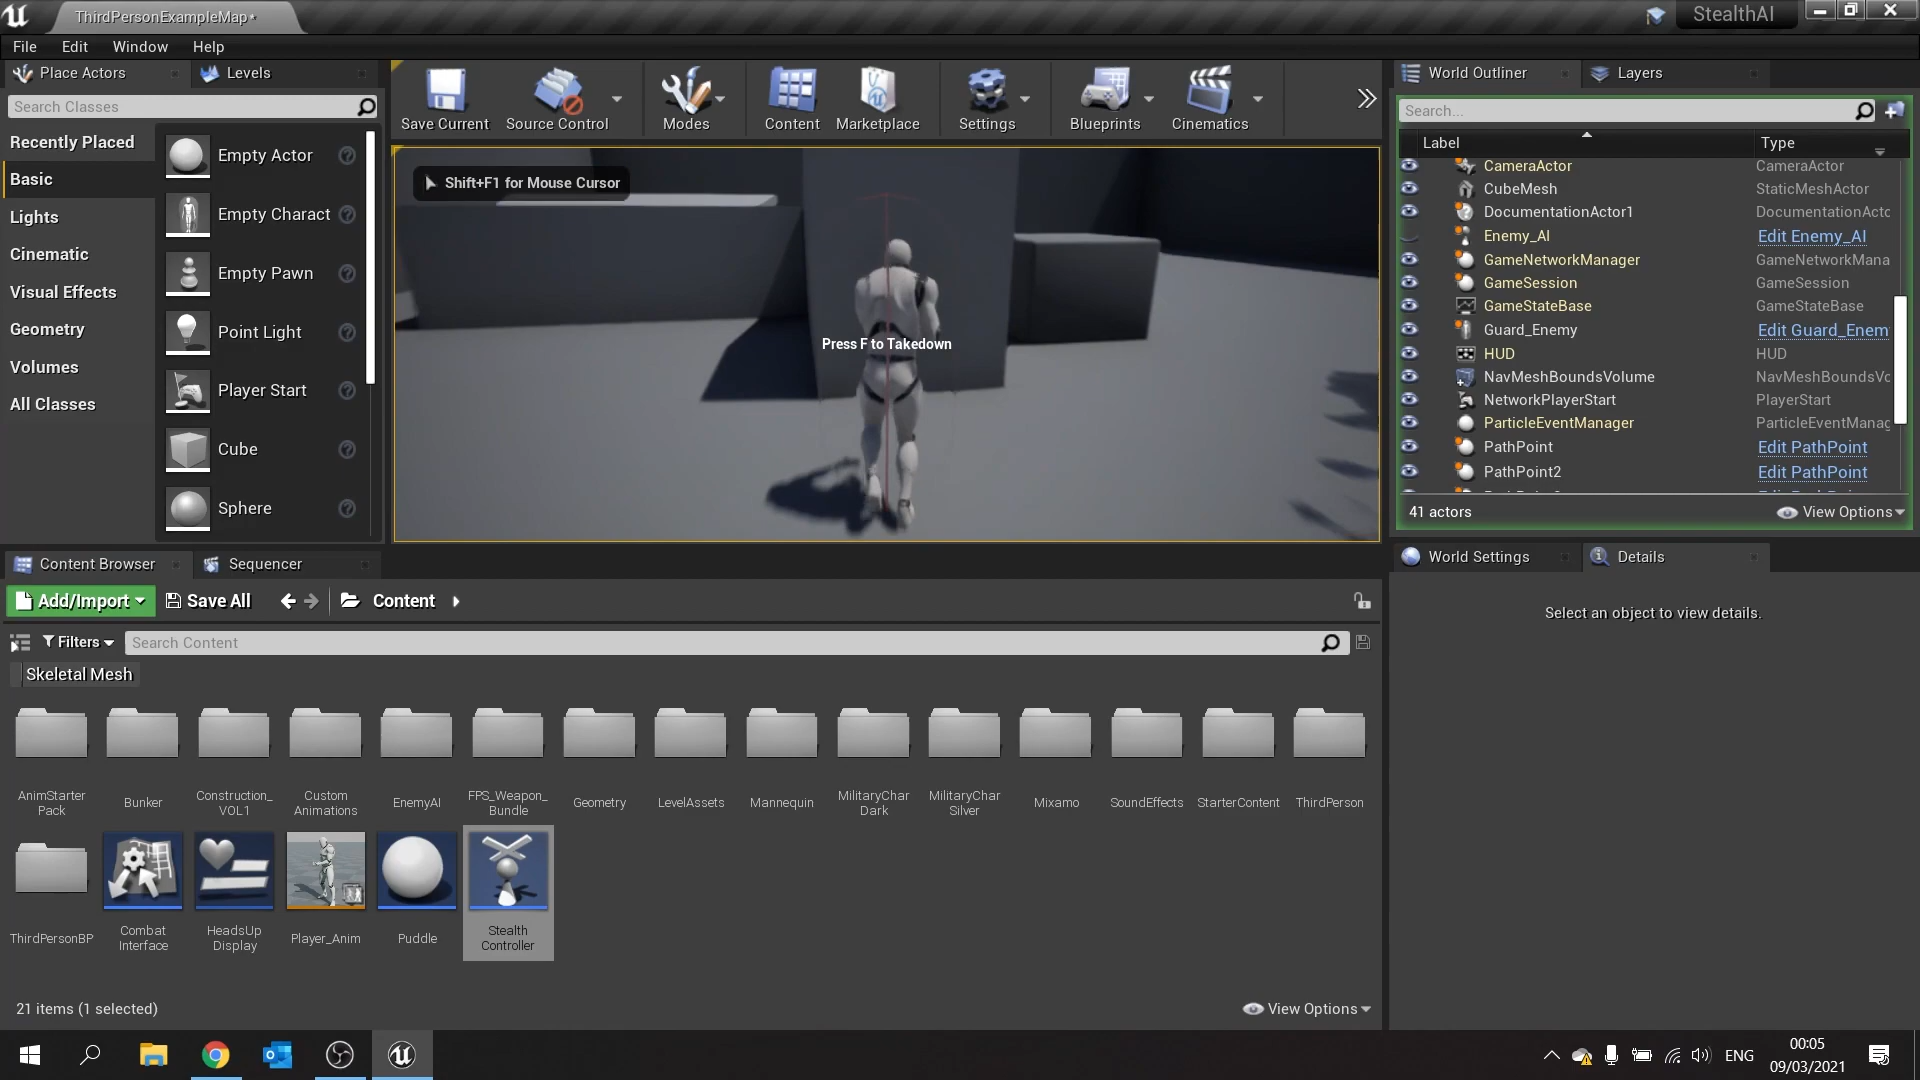 ThirdPersonExampleMap*
StealthAI
File Edit Window Help
Place Actors
Levels
Search Classes
Recently Placed
Basic
Lights
Cinematic
Visual Effects
Geometry
Volumes
All Classes
Empty Actor
Empty Charact
Empty Pawn
Point Light
Player Start
Cube
Sphere
Save Current
Source Control
Modes
Content
Marketplace
Settings
Blueprints
Cinematics
Shift+F1 for Mouse Cursor
Press F to Takedown
World Outliner
Layers
Search...
Label Type
CameraActor CameraActor
CubeMesh StaticMeshActor
DocumentationActor1 DocumentationActo
Enemy_AI Edit Enemy_AI
GameNetworkManager GameNetworkMana
GameSession GameSession
GameStateBase GameStateBase
Guard_Enemy Edit Guard_Enem
HUD HUD
NavMeshBoundsVolume NavMeshBoundsVo
NetworkPlayerStart PlayerStart
ParticleEventManager ParticleEventManag
PathPoint Edit PathPoint
PathPoint2 Edit PathPoint
41 actors
View Options
World Settings
Details
Select an object to view details.
Content Browser
Sequencer
Add/Import
Save All
Content
Filters
Search Content
Skeletal Mesh
AnimStarter
Pack
Bunker
Construction_
VOL1
Custom
Animations
EnemyAI
FPS_Weapon_
Bundle
Geometry
LevelAssets
Mannequin
MilitaryChar
Dark
MilitaryChar
Silver
Mixamo
SoundEffects
StarterContent
ThirdPerson
ThirdPersonBP
Combat
Interface
HeadsUp
Display
Player_Anim
Puddle
Stealth
Controller
21 items (1 selected)
View Options
ENG
00:05
09/03/2021